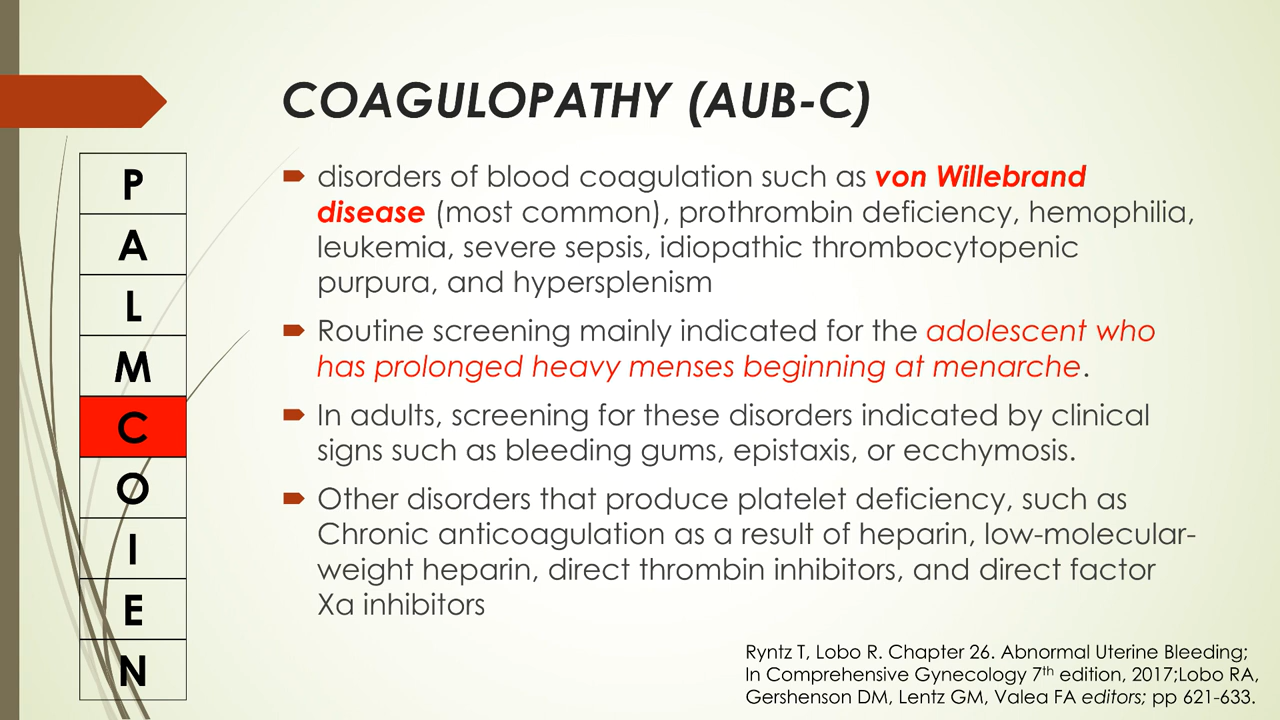 COAGULOPATHY (AUB-C)
P
A
L
M
C
O
I
E
N
disorders of blood coagulation such as von Willebrand
disease (most common), prothrombin deficiency, hemophilia,
leukemia, severe sepsis, idiopathic thrombocytopenic
purpura, and hypersplenism
Routine screening mainly indicated for the adolescent who
has prolonged heavy menses beginning at menarche.
In adults, screening for these disorders indicated by clinical
signs such as bleeding gums, epistaxis, or ecchymosis.
Other disorders that produce platelet deficiency, such as
Chronic anticoagulation as a result of heparin, low-molecular-
weight heparin, direct thrombin inhibitors, and direct factor
Xa inhibitors
Ryntz T, Lobo R. Chapter 26. Abnormal Uterine Bleeding;
In Comprehensive Gynecology 7th edition, 2017;Lobo RA,
Gershenson DM, Lentz GM, Valea FA editors; pp 621-633.